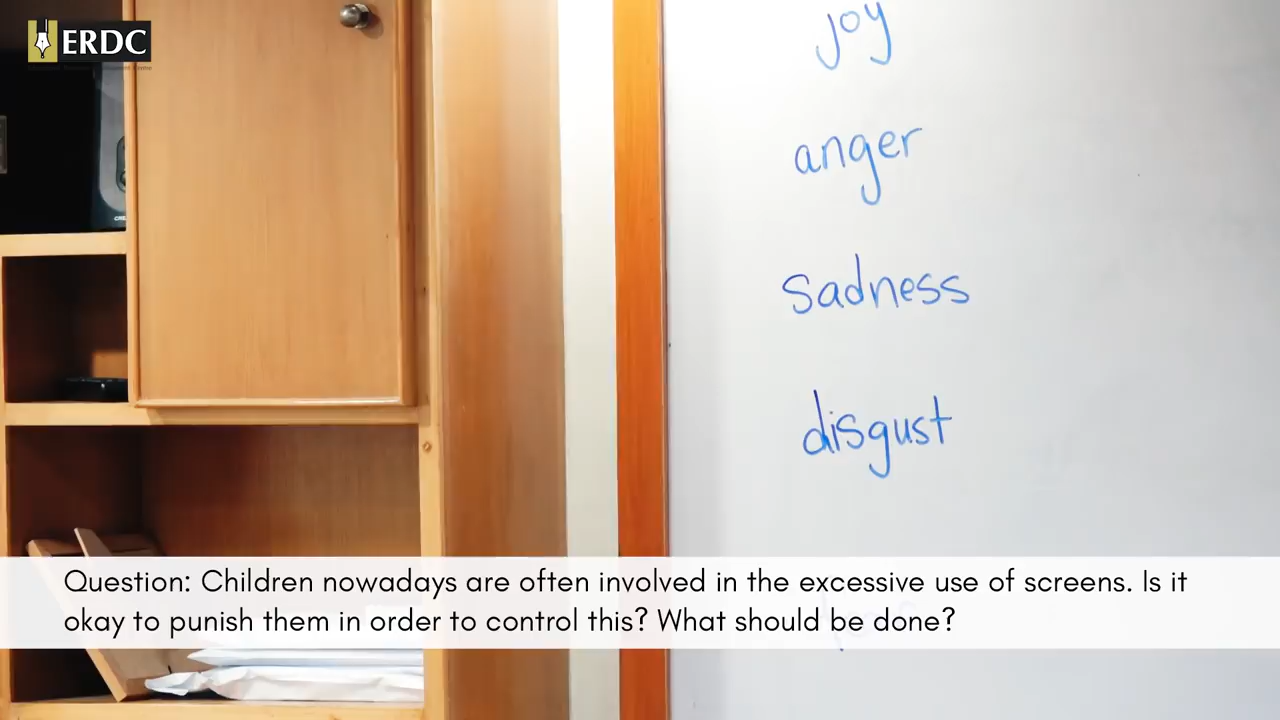 ERDC
joy
anger
sadness
disgust
Question: Children nowadays are often involved in the excessive use of screens. Is it
okay to punish them in order to control this? What should be done?